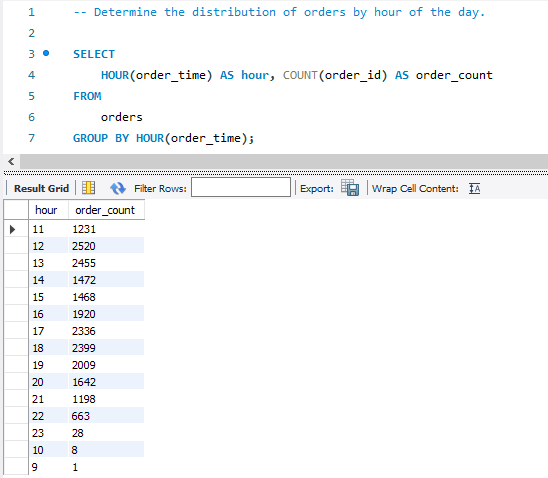 1 -- Determine the distribution of orders by hour of the day.
2
3 SELECT
4 HOUR(order_time) AS hour, COUNT(order_id) AS order_count
5 FROM
6 orders
7 GROUP BY HOUR(order_time);
Result Grid Filter Rows: Export: Wrap Cell Content: IA
hour order_count
11 1231
12 2520
13 2455
14 1472
15 1468
16 1920
17 2336
18 2399
19 2009
20 1642
21 1198
22 663
23 28
10 8
9 1